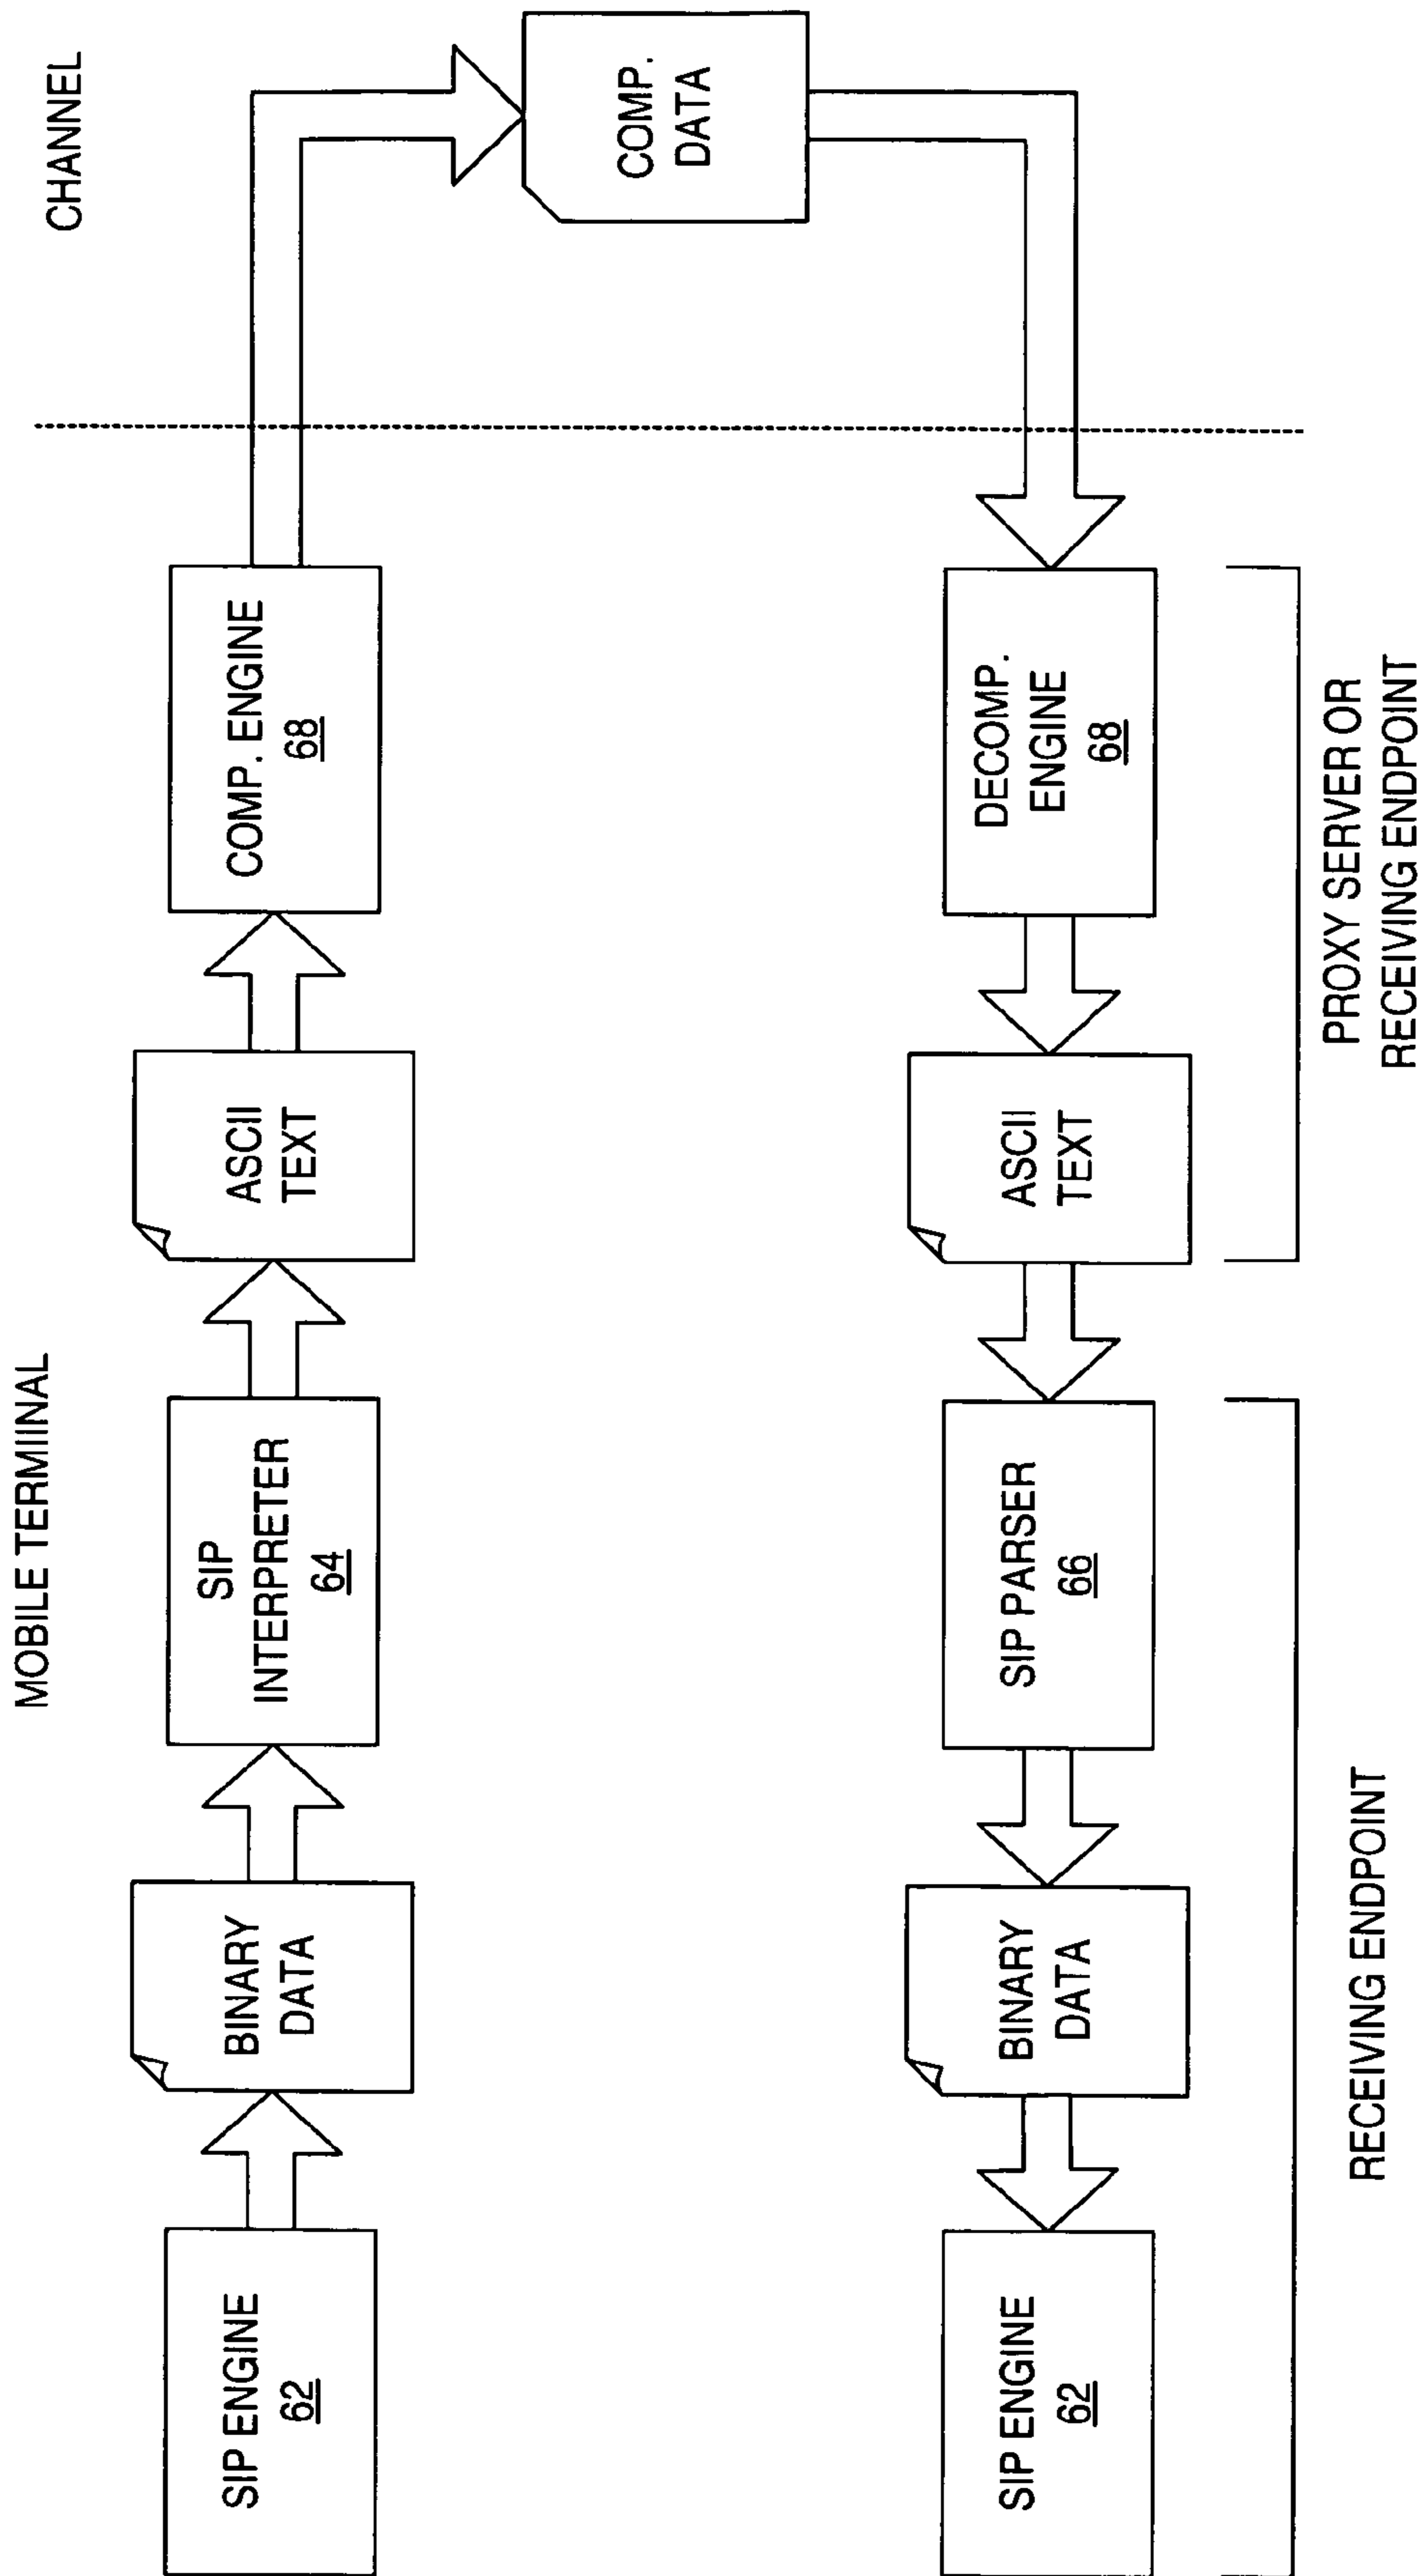 MOBILE TERMIINAL
CHANNEL
SIP ENGINE
62
BINARY
DATA
SIP
INTERPRETER
64
ASCII
TEXT
COMP. ENGINE
68
COMP.
DATA
SIP ENGINE
62
BINARY
DATA
SIP PARSER
66
ASCII
TEXT
DECOMP.
ENGINE
68
RECEIVING ENDPOINT
PROXY SERVER OR
RECEIVING ENDPOINT